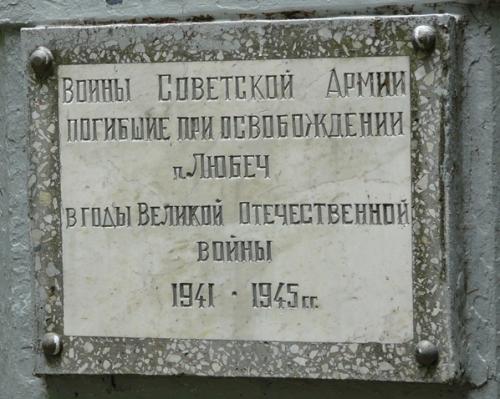 Воины Советской Армии
погибшие при освобождении
п. Любеч
в годы Великой Отечественной
войны
1941 · 1945 гг.